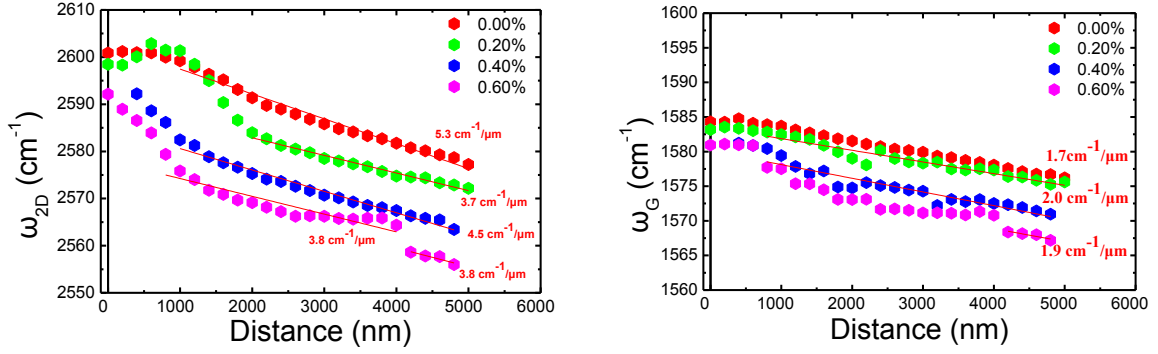 2620
2610
2600
2590
2580
2570
2560
2550
ω2D (cm-1)
0.00%
0.20%
0.40%
0.60%
5.3 cm-1/μm
3.7 cm-1/μm
3.8 cm-1/μm
4.5 cm-1/μm
3.8 cm-1/μm
0 1000 2000 3000 4000 5000 6000
Distance (nm)
1600
1595
1590
1585
1580
1575
1570
1565
1560
ωG (cm-1)
0.00%
0.20%
0.40%
0.60%
1.7cm-1/μm
2.0 cm-1/μm
1.9 cm-1/μm
0 1000 2000 3000 4000 5000 6000
Distance (nm)